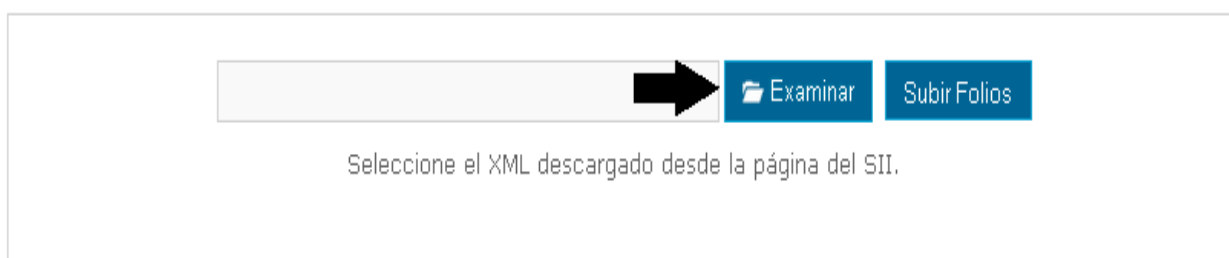 Examinar Subir Folios
Seleccione el XML descargado desde la página del SII.